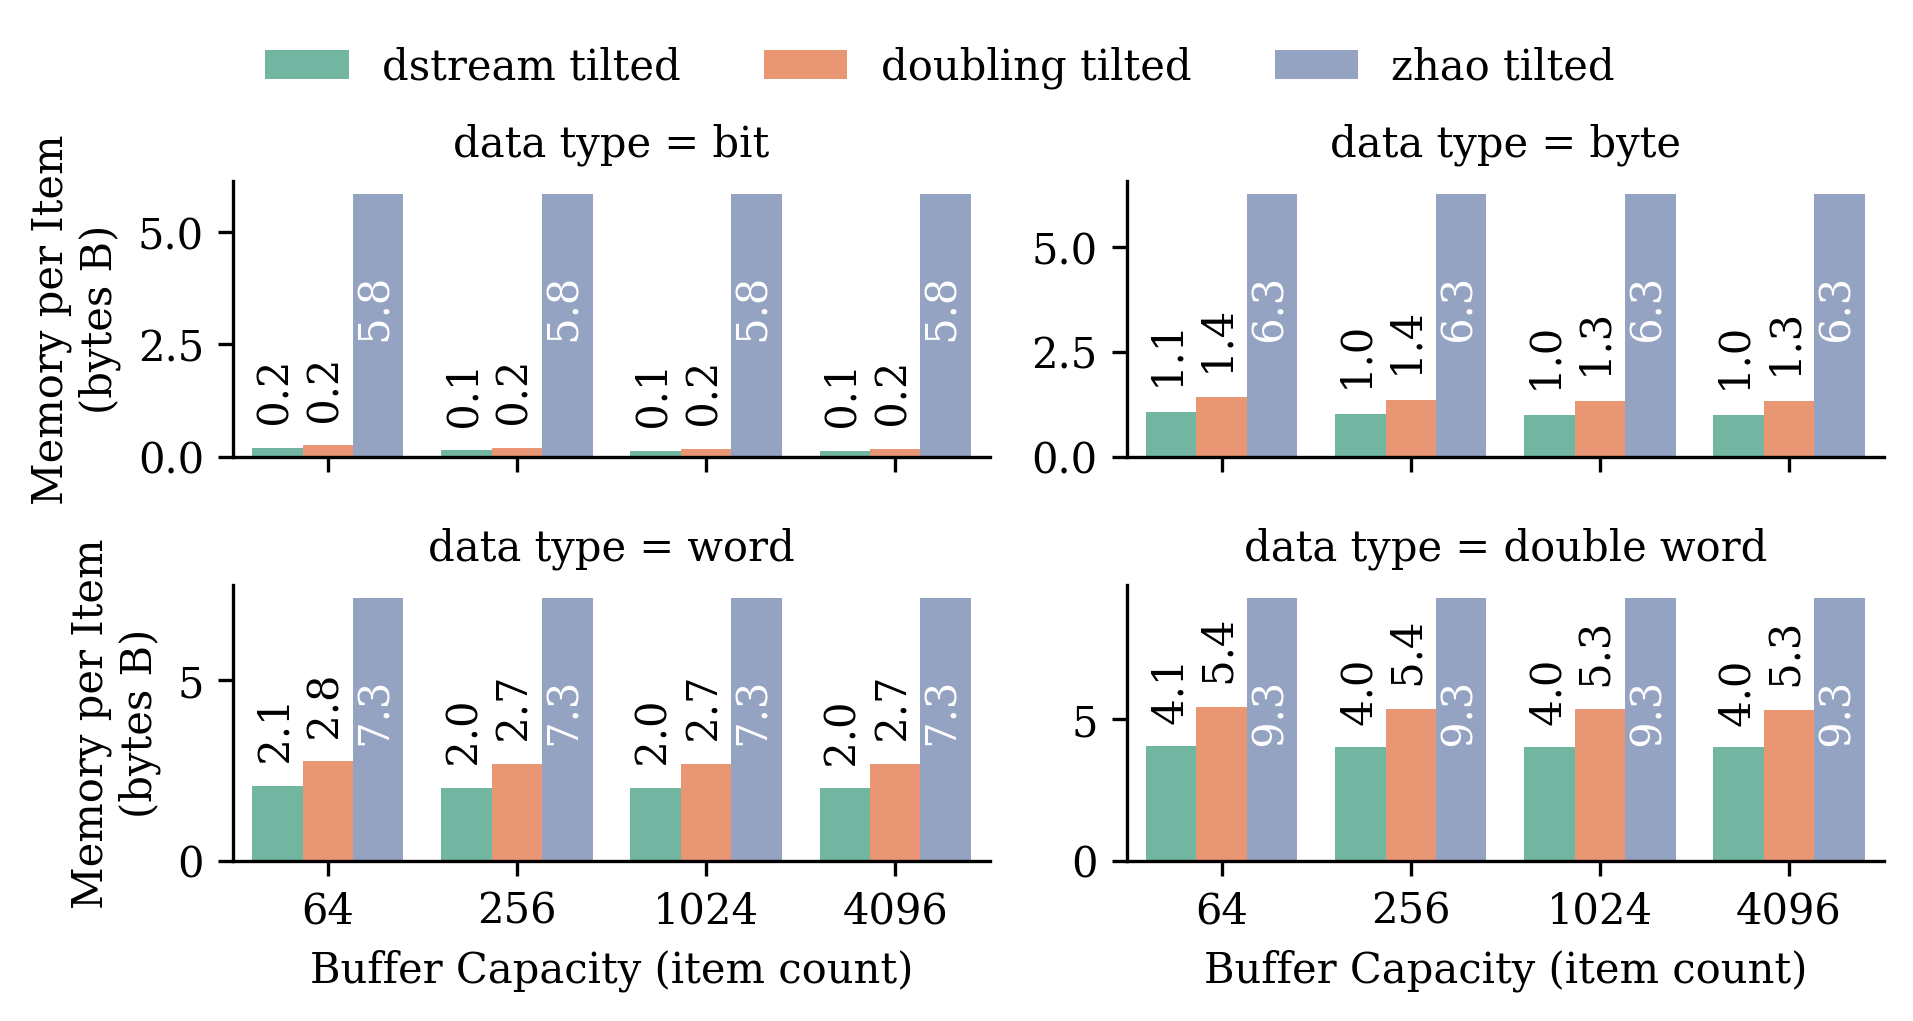 dstream tilted doubling tilted zhao tilted
data type = bit
Memory per Item
(bytes B)
5.0
2.5
0.0
0.2 0.2 5.8 0.1 0.2 5.8 0.1 0.2 5.8 0.1 0.2 5.8
data type = byte
5.0
2.5
0.0
1.1 1.4 6.3 1.0 1.4 6.3 1.0 1.3 6.3 1.0 1.3 6.3
data type = word
Memory per Item
(bytes B)
5
0
2.1 2.8 7.3 2.0 2.7 7.3 2.0 2.7 7.3 2.0 2.7 7.3
64 256 1024 4096
Buffer Capacity (item count)
data type = double word
5
0
4.1 5.4 9.3 4.0 5.4 9.3 4.0 5.3 9.3 4.0 5.3 9.3
64 256 1024 4096
Buffer Capacity (item count)